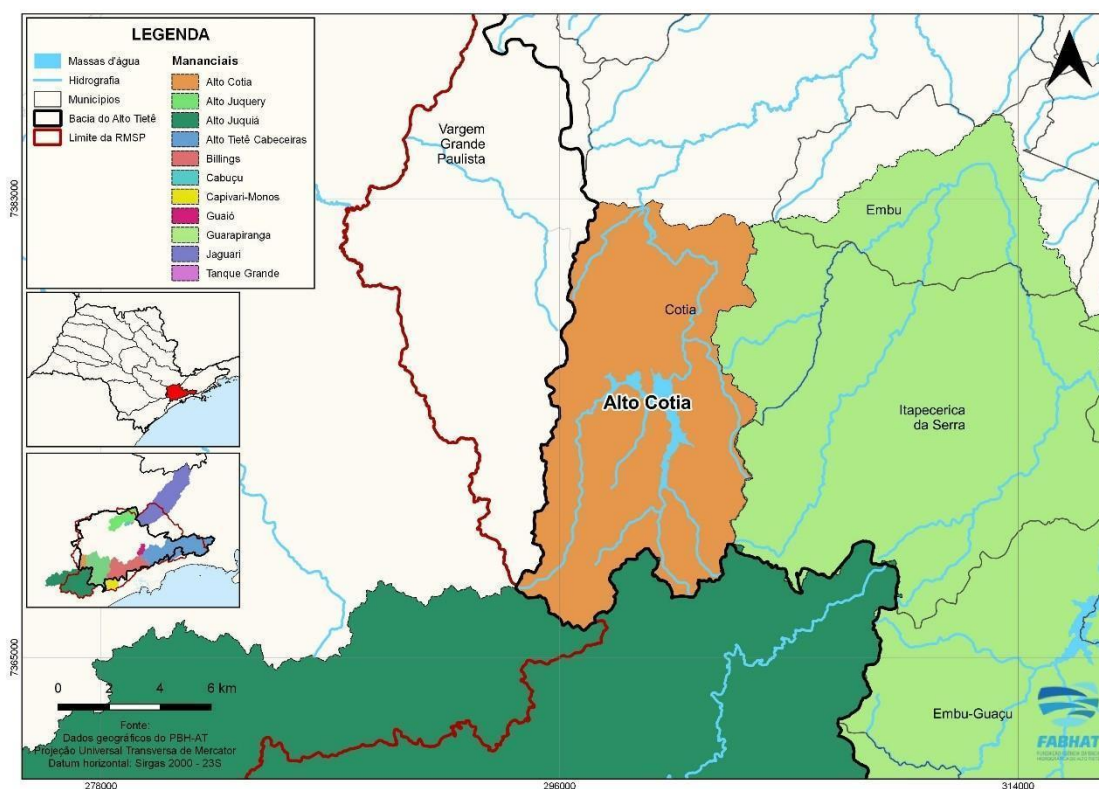 LEGENDA
Massas d'água
Hidrografia
Municípios
Bacia do Alto Tietê
Limite da RMSP
Mananciais
Alto Cotia
Alto Juquery
Alto Juquiá
Alto Tietê Cabeceiras
Billings
Cabuçu
Capivari-Monos
Guaió
Guarapiranga
Jaguari
Tanque Grande
Vargem
Grande
Paulista
Embu
Cotia
Alto Cotia
Itapecerica
da Serra
Embu-Guaçu
7383000
7365000
0 2 4 6 km
Fonte:
Dados geográficos do PBH-AT
Projeção Universal Transversa de Mercator
Datum horizontal: Sirgas 2000 - 23S
FABHAT
278000
296000
314000